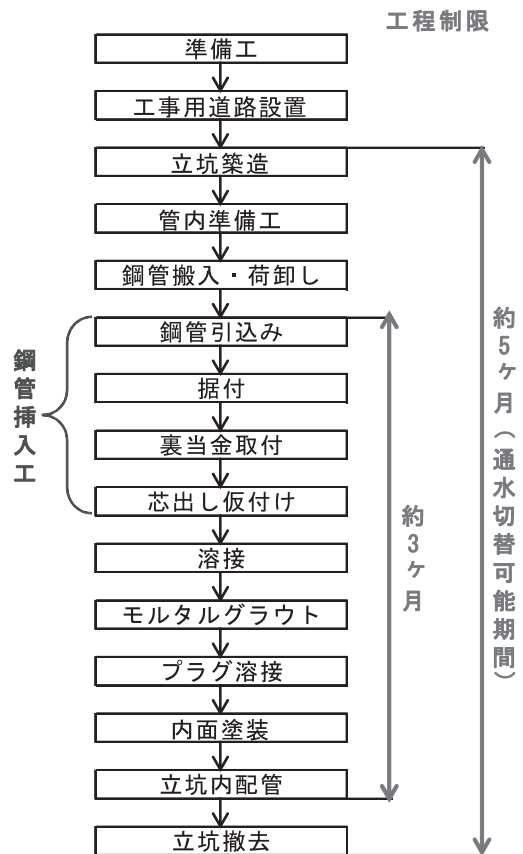 工程制限
準備工
工事用道路設置
立坑築造
管内準備工
鋼管搬入・荷卸し
鋼管引込み
据付
裏当金取付
芯出し仮付け
溶接
モルタルグラウト
プラグ溶接
内面塗装
立坑内配管
立坑撤去
鋼管挿入工
約3ヶ月
約5ヶ月（通水切替可能期間）